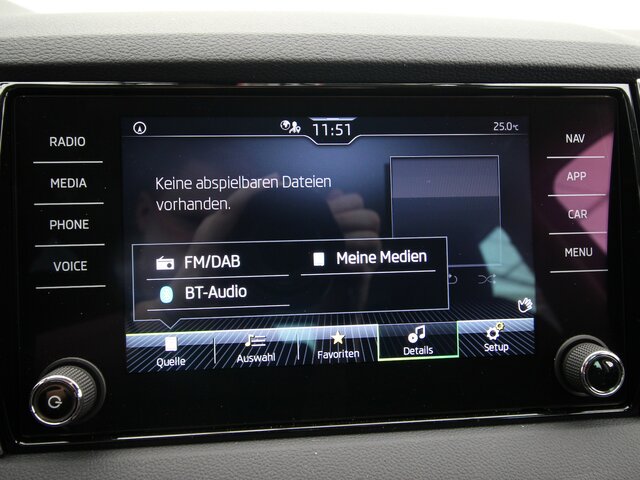 11:51
25.0°C
RADIO
MEDIA
PHONE
VOICE
Keine abspielbaren Dateien
vorhanden.
FM/DAB
Meine Medien
BT-Audio
Quelle
Auswahl
Favoriten
Details
Setup
NAV
APP
CAR
MENU